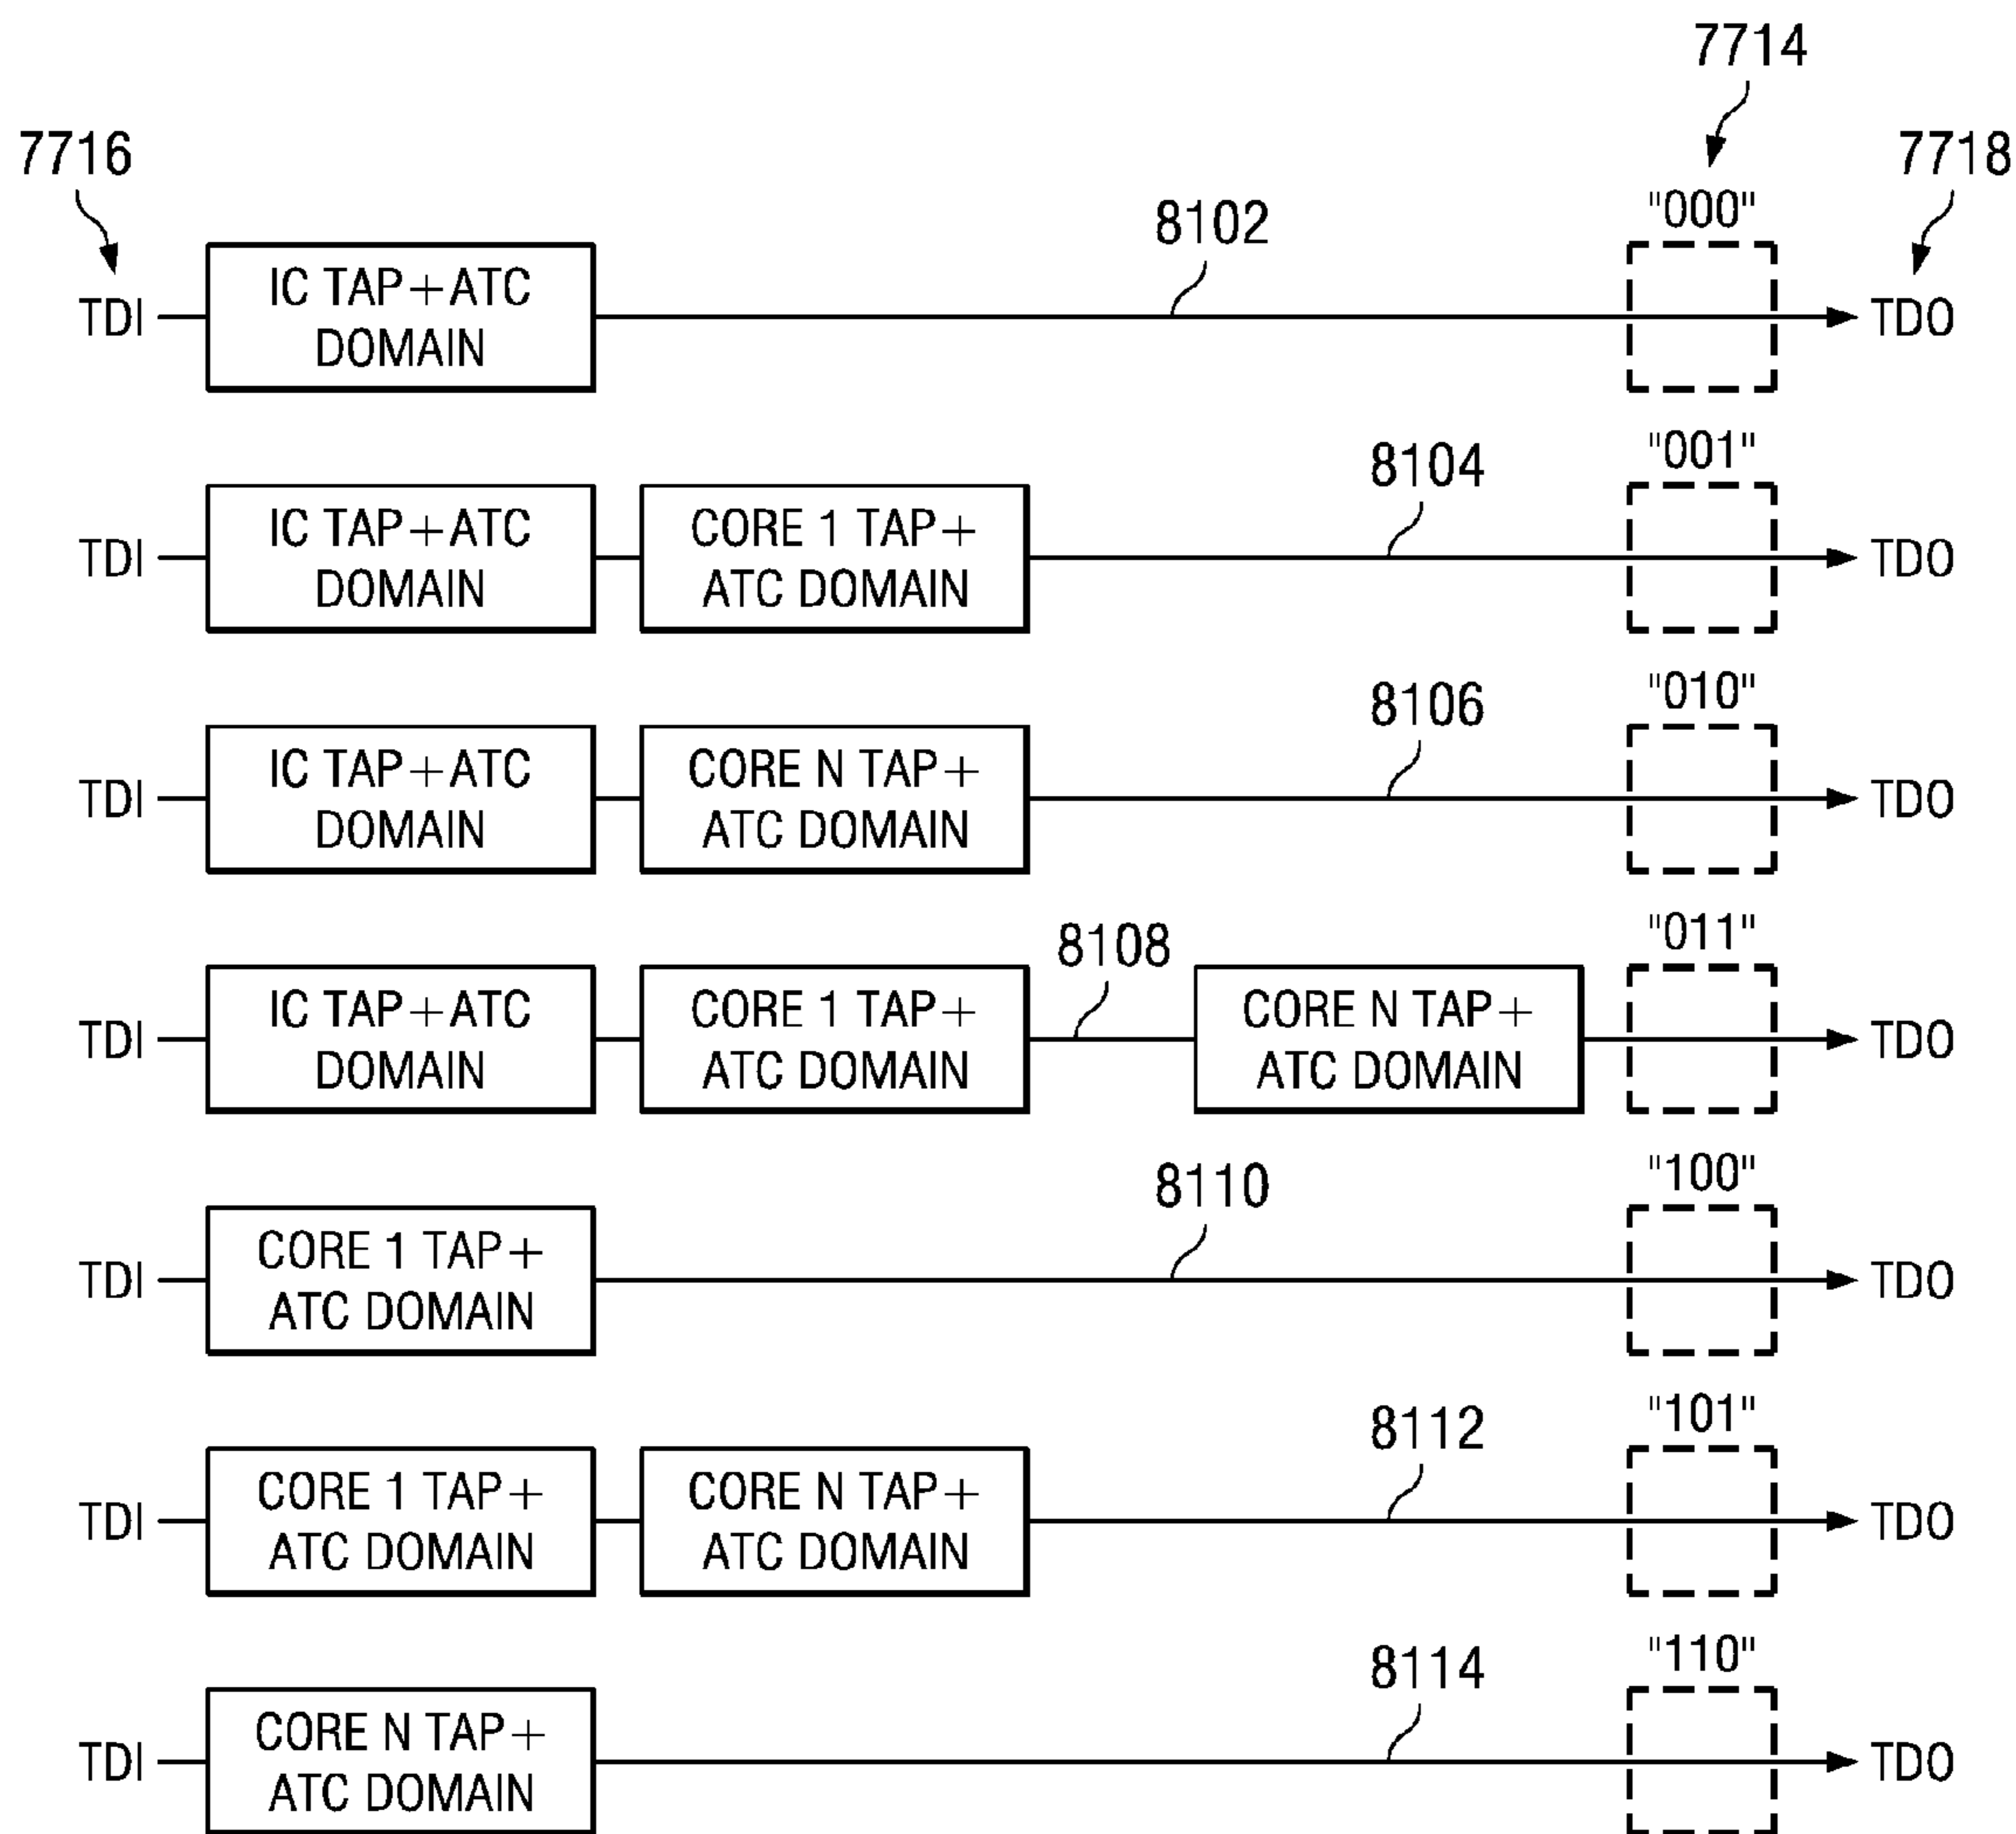 7714
7716
7718
"000"
8102
TDI
IC TAP+ATC
DOMAIN
TDO
"001"
8104
TDI
IC TAP+ATC
DOMAIN
CORE 1 TAP+
ATC DOMAIN
TDO
"010"
8106
TDI
IC TAP+ATC
DOMAIN
CORE N TAP+
ATC DOMAIN
TDO
"011"
8108
TDI
IC TAP+ATC
DOMAIN
CORE 1 TAP+
ATC DOMAIN
CORE N TAP+
ATC DOMAIN
TDO
"100"
8110
TDI
CORE 1 TAP+
ATC DOMAIN
TDO
"101"
8112
TDI
CORE 1 TAP+
ATC DOMAIN
CORE N TAP+
ATC DOMAIN
TDO
"110"
8114
TDI
CORE N TAP+
ATC DOMAIN
TDO